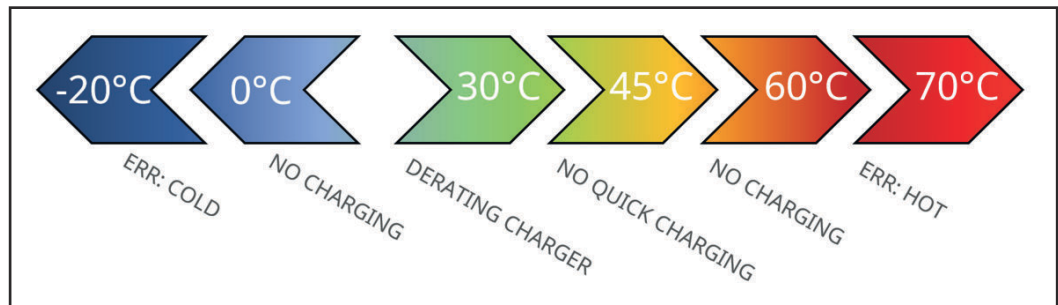 -20°C
0°C
30°C
45°C
60°C
70°C
ERR: COLD
NO CHARGING
DERATING CHARGER
NO QUICK CHARGING
NO CHARGING
ERR: HOT